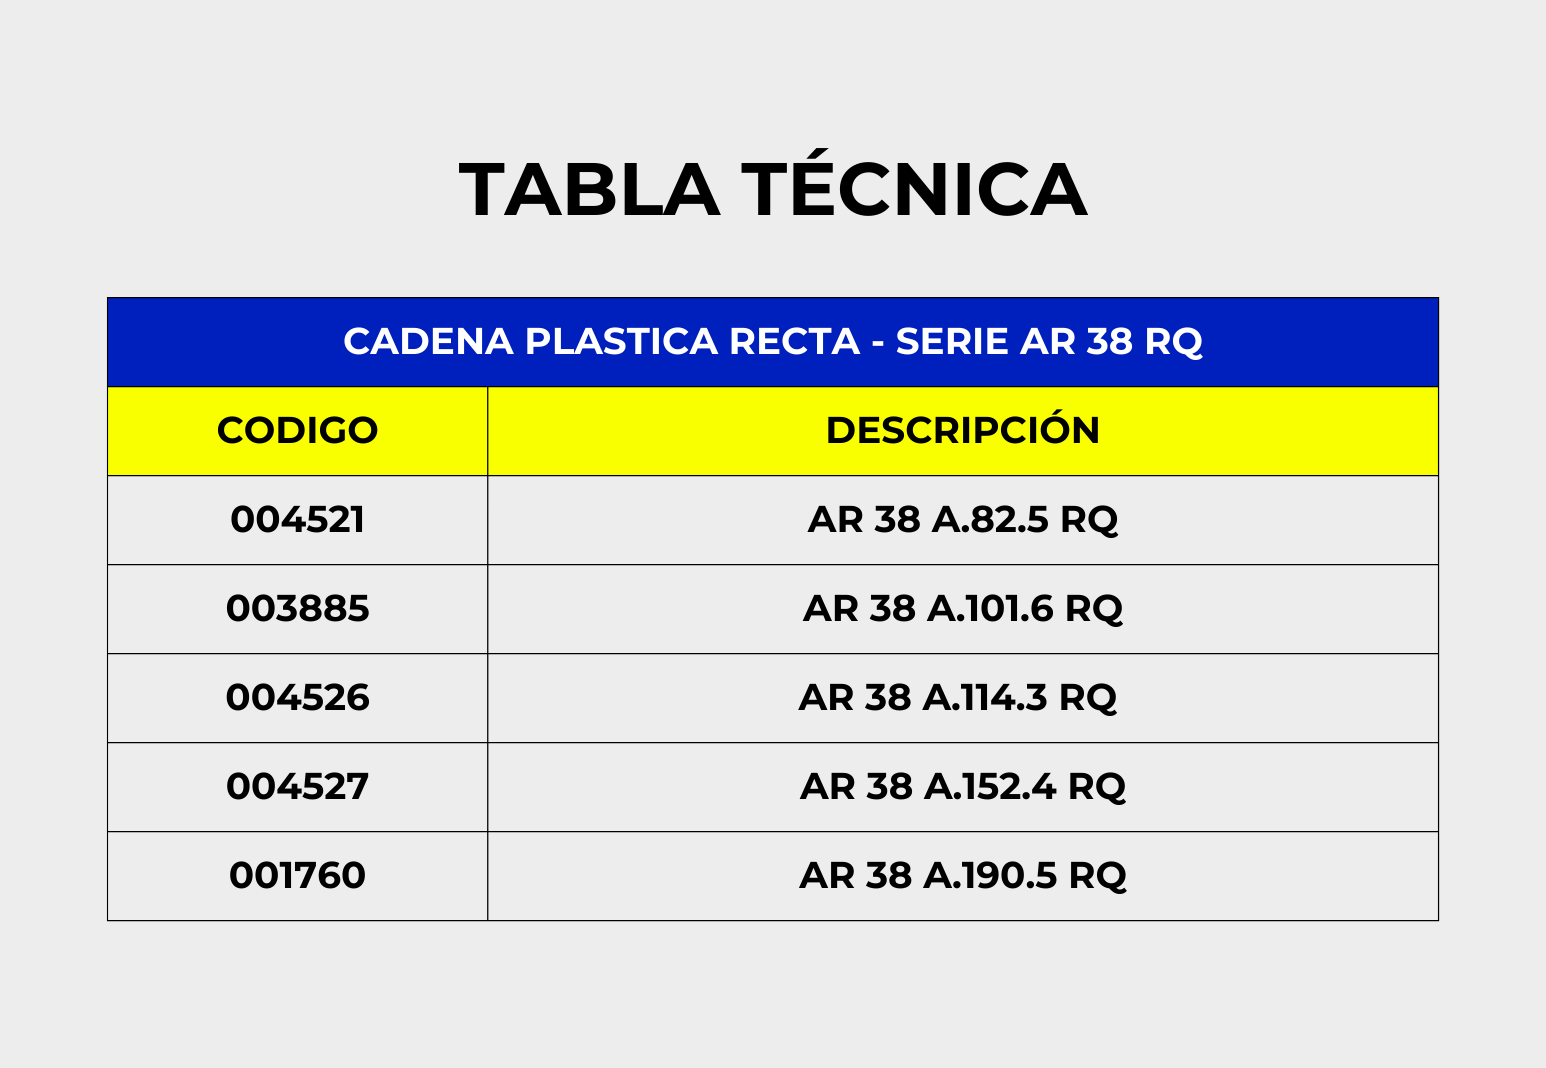 TABLA TÉCNICA
CADENA PLASTICA RECTA - SERIE AR 38 RQ
CODIGO DESCRIPCIÓN
004521 AR 38 A.82.5 RQ
003885 AR 38 A.101.6 RQ
004526 AR 38 A.114.3 RQ
004527 AR 38 A.152.4 RQ
001760 AR 38 A.190.5 RQ